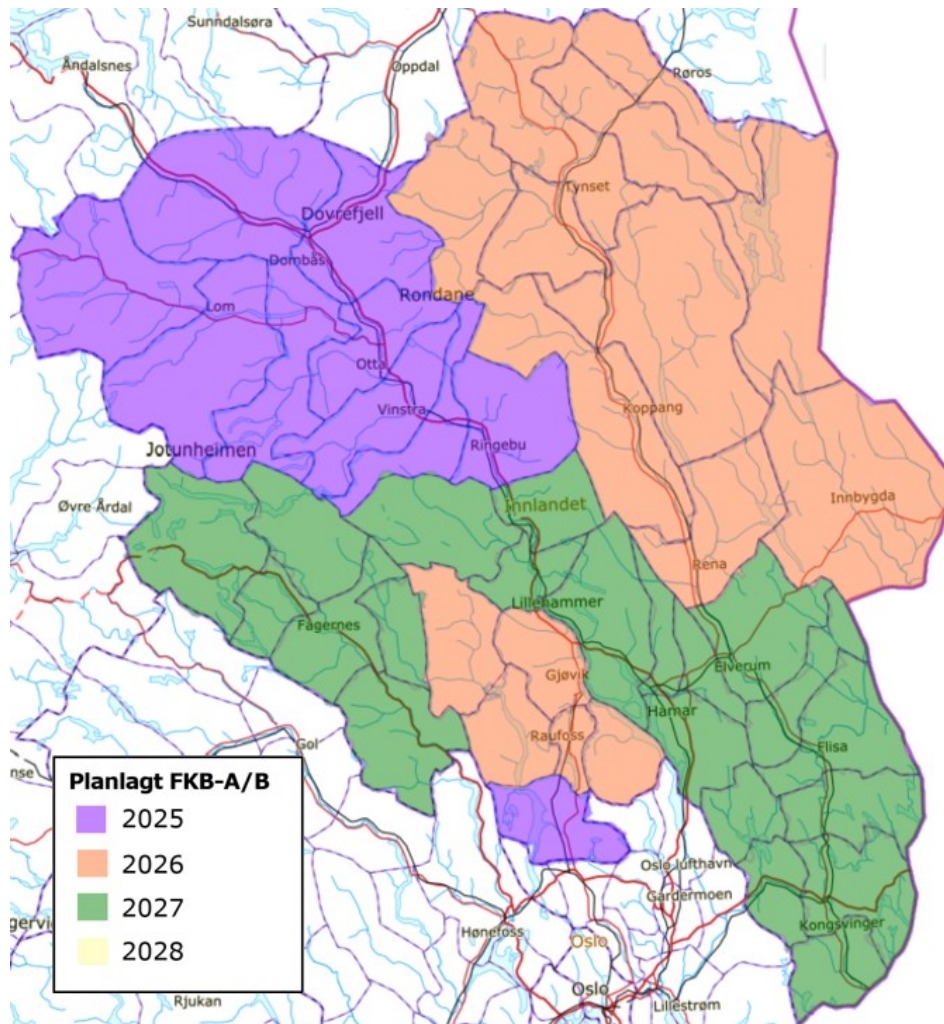 Sunndalsøra
Åndalsnes
Oppdal
Røros
Tynset
Dovrefjell
Dombås
Rondane
Lom
Otta
Vinstra
Koppang
Ringebu
Jotunheimen
Innbygda
Øvre Årdal
Innlandet
Rena
Lillehammer
Fagernes
Elverum
Gjøvik
Hamar
Raufoss
Flisa
Gol
nse
Planlagt FKB-A/B
2025
2026
2027
2028
Oslo lufthavn
Gardermoen
Kongsvinger
Hønefoss
Oslo
Oslo
Rjukan
Lillestrøm